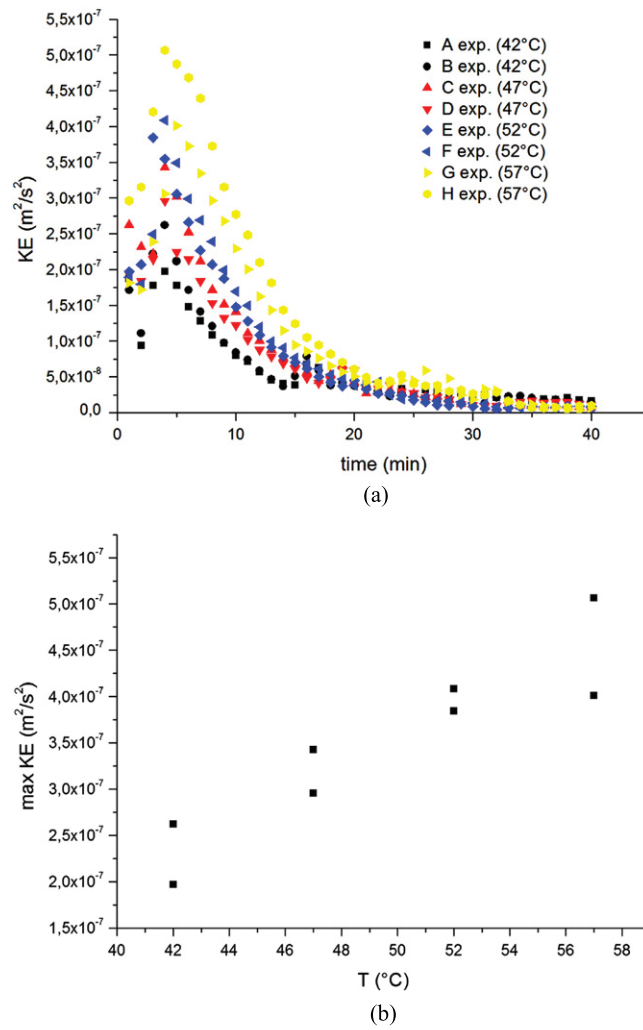 5,5x10⁻⁷
5,0x10⁻⁷
4,5x10⁻⁷
4,0x10⁻⁷
3,5x10⁻⁷
3,0x10⁻⁷
2,5x10⁻⁷
2,0x10⁻⁷
1,5x10⁻⁷
1,0x10⁻⁷
5,0x10⁻⁸
0,0
KE (m²/s²)
A exp. (42°C)
B exp. (42°C)
C exp. (47°C)
D exp. (47°C)
E exp. (52°C)
F exp. (52°C)
G exp. (57°C)
H exp. (57°C)
0 10 20 30 40
time (min)
(a)
5,5x10⁻⁷
5,0x10⁻⁷
4,5x10⁻⁷
4,0x10⁻⁷
3,5x10⁻⁷
3,0x10⁻⁷
2,5x10⁻⁷
2,0x10⁻⁷
1,5x10⁻⁷
max KE (m²/s²)
40 42 44 46 48 50 52 54 56 58
T (°C)
(b)